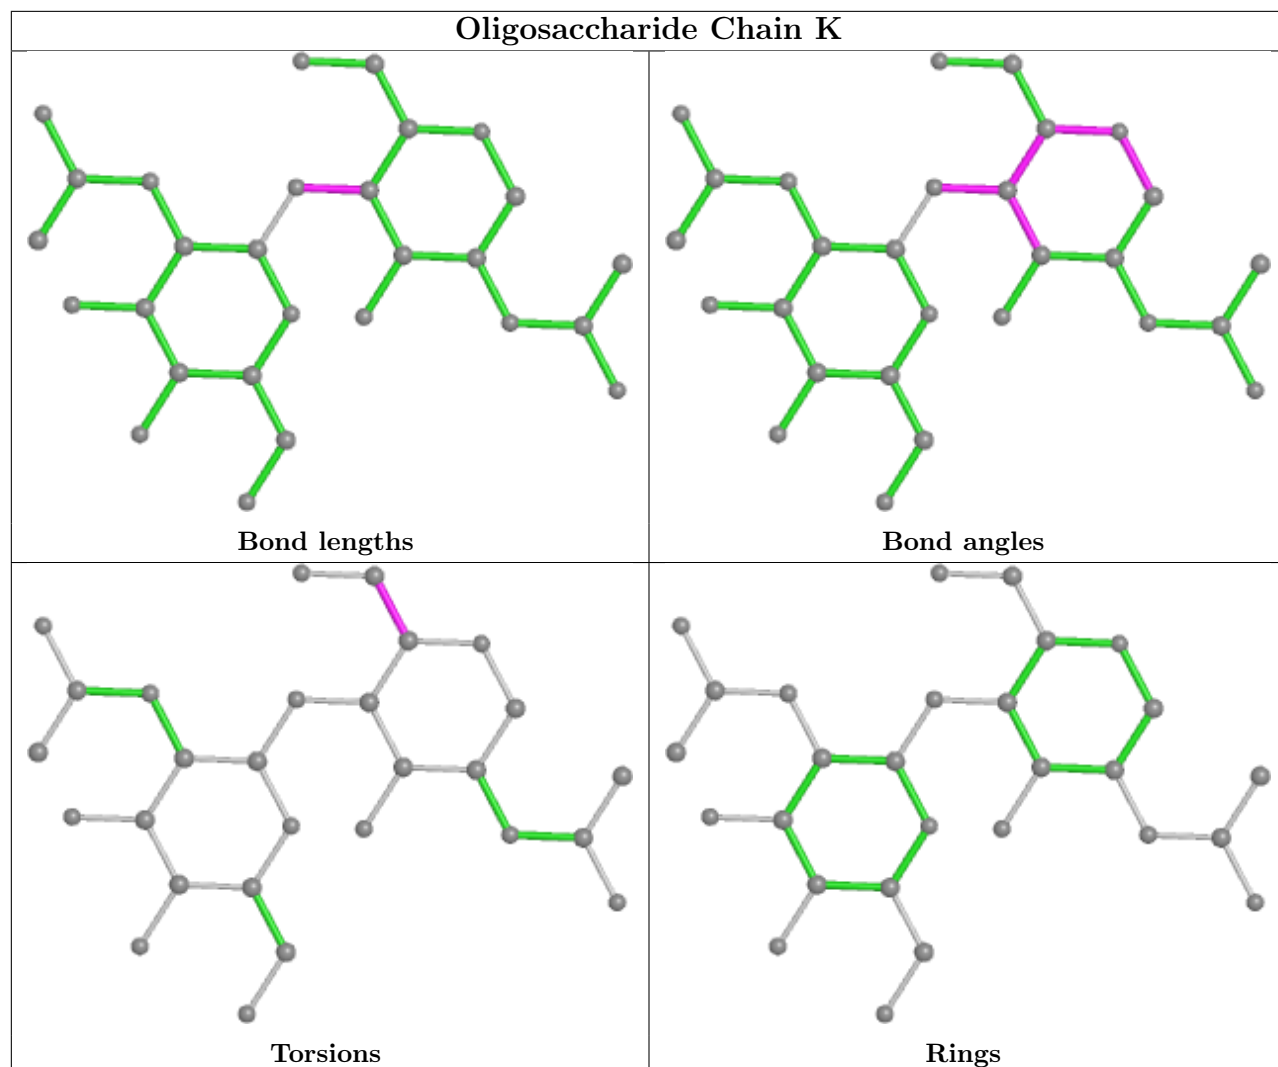 Oligosaccharide Chain K
Bond lengths
Bond angles
Torsions
Rings